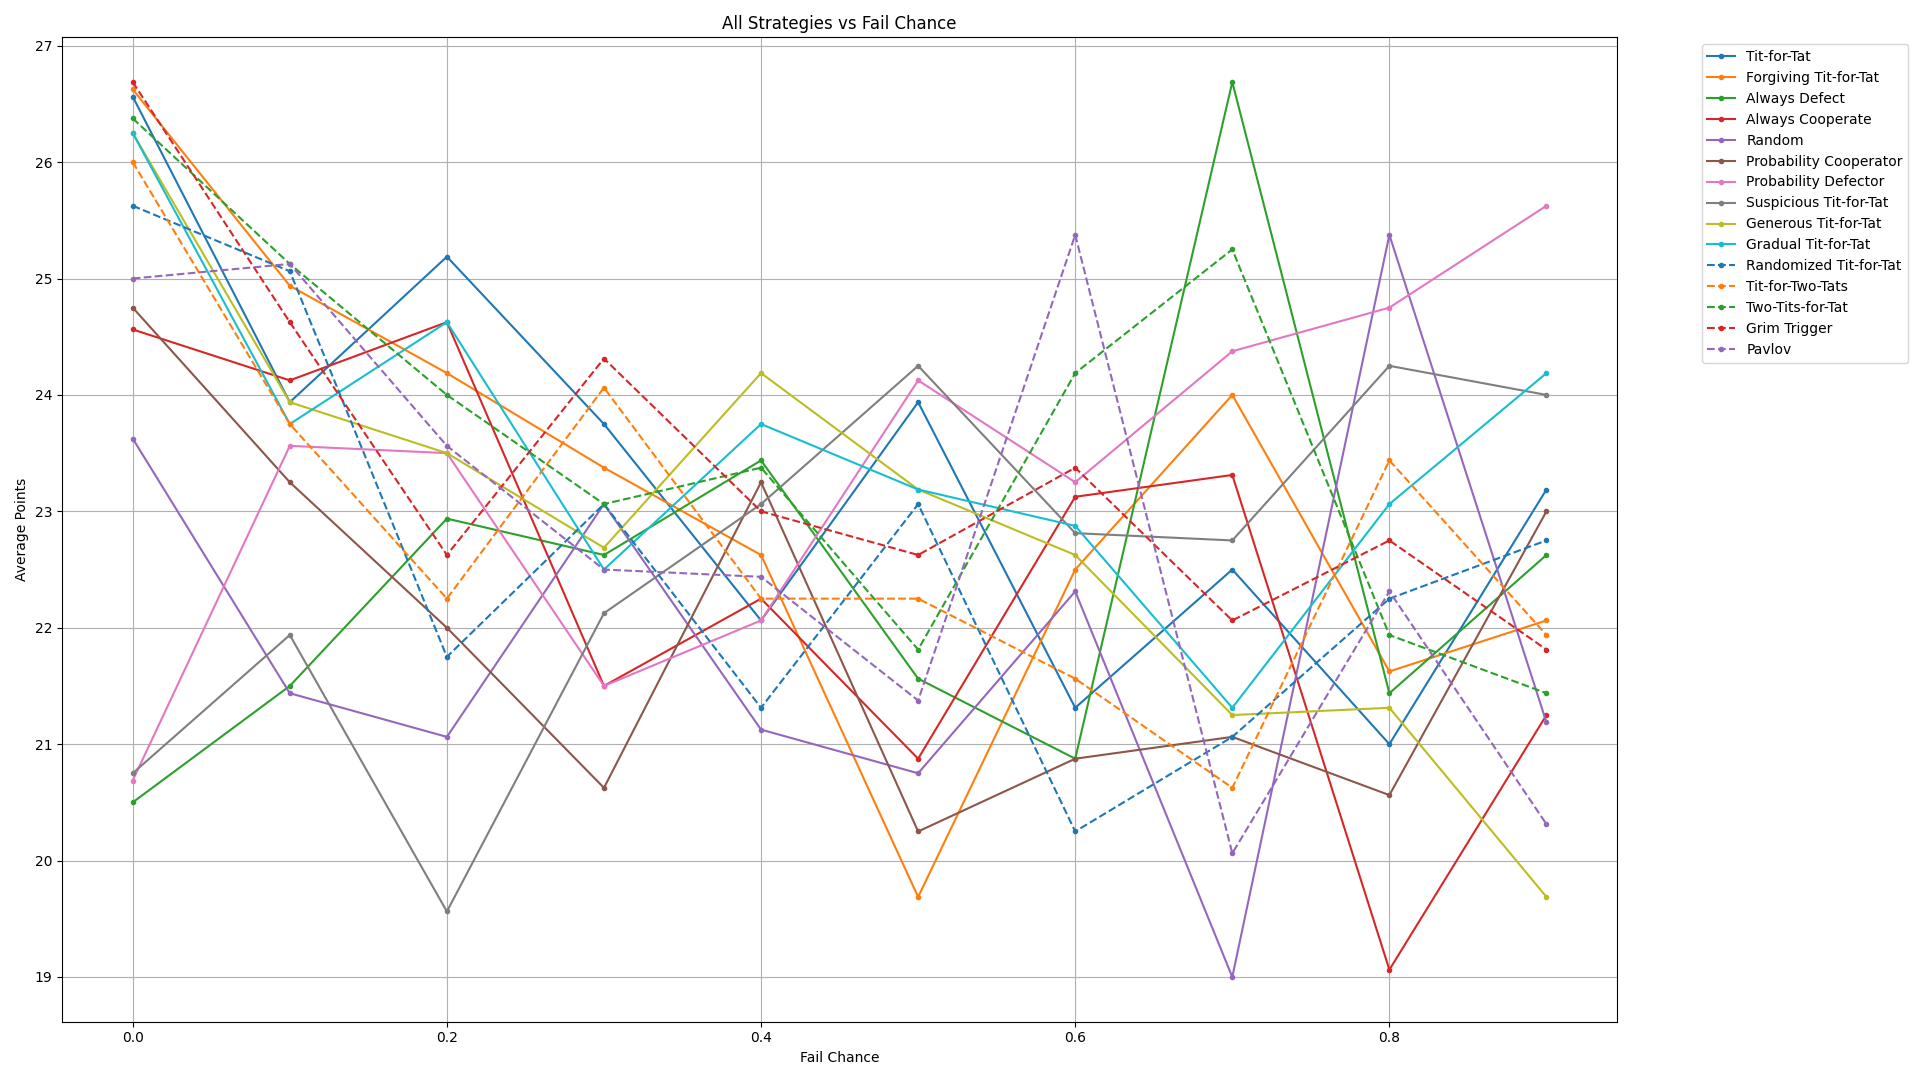 All Strategies vs Fail Chance
27
26
25
24
23
22
21
20
19
Average Points
0.0 0.2 0.4 0.6 0.8
Fail Chance
Tit-for-Tat
Forgiving Tit-for-Tat
Always Defect
Always Cooperate
Random
Probability Cooperator
Probability Defector
Suspicious Tit-for-Tat
Generous Tit-for-Tat
Gradual Tit-for-Tat
Randomized Tit-for-Tat
Tit-for-Two-Tats
Two-Tits-for-Tat
Grim Trigger
Pavlov